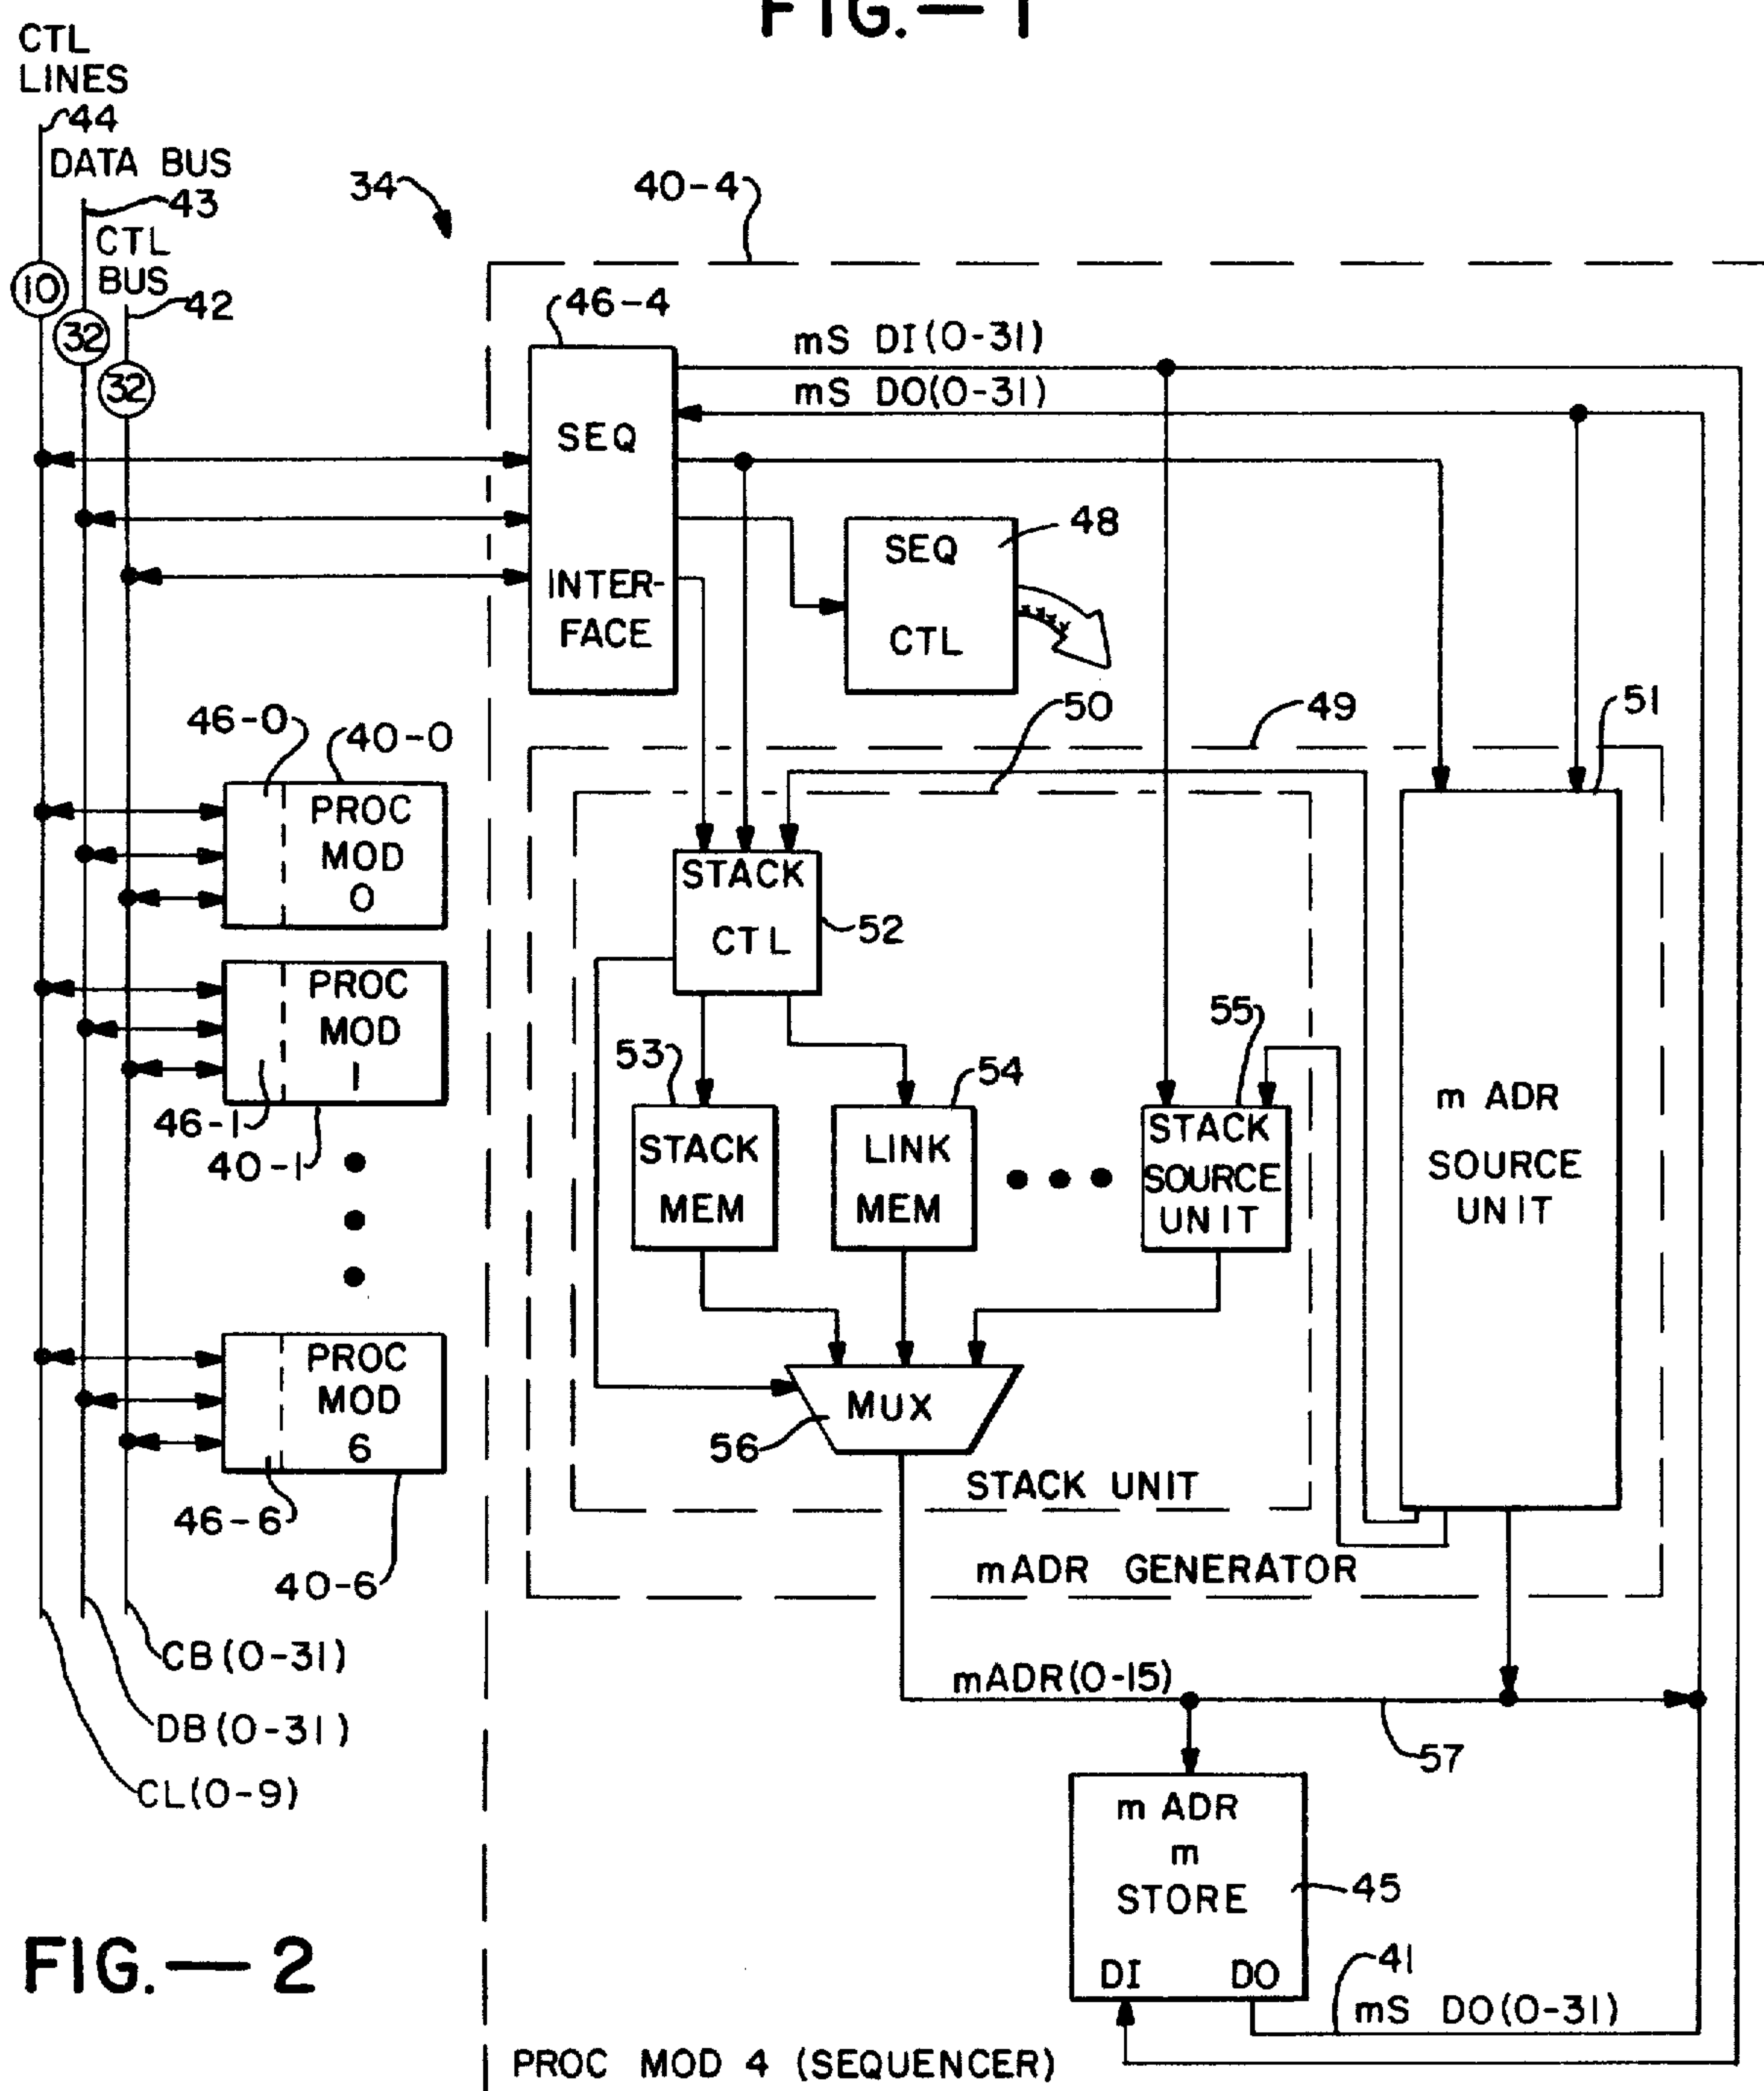 FIG.—1
CTL
LINES
44
DATA BUS
43
CTL
BUS
42
10
32
32
34
40-4
46-4
mS DI(0-31)
mS DO(0-31)
SEQ
INTER-
FACE
SEQ
CTL
48
50
49
51
46-0
40-0
PROC
MOD
0
PROC
MOD
1
46-1
40-1
PROC
MOD
6
46-6
40-6
STACK
CTL
52
53
STACK
MEM
54
LINK
MEM
55
STACK
SOURCE
UNIT
m ADR
SOURCE
UNIT
MUX
56
STACK UNIT
mADR GENERATOR
CB(0-31)
DB(0-31)
CL(0-9)
mADR(0-15)
57
m ADR
m
STORE
45
DI DO
41
mS DO(0-31)
FIG.—2
PROC MOD 4 (SEQUENCER)